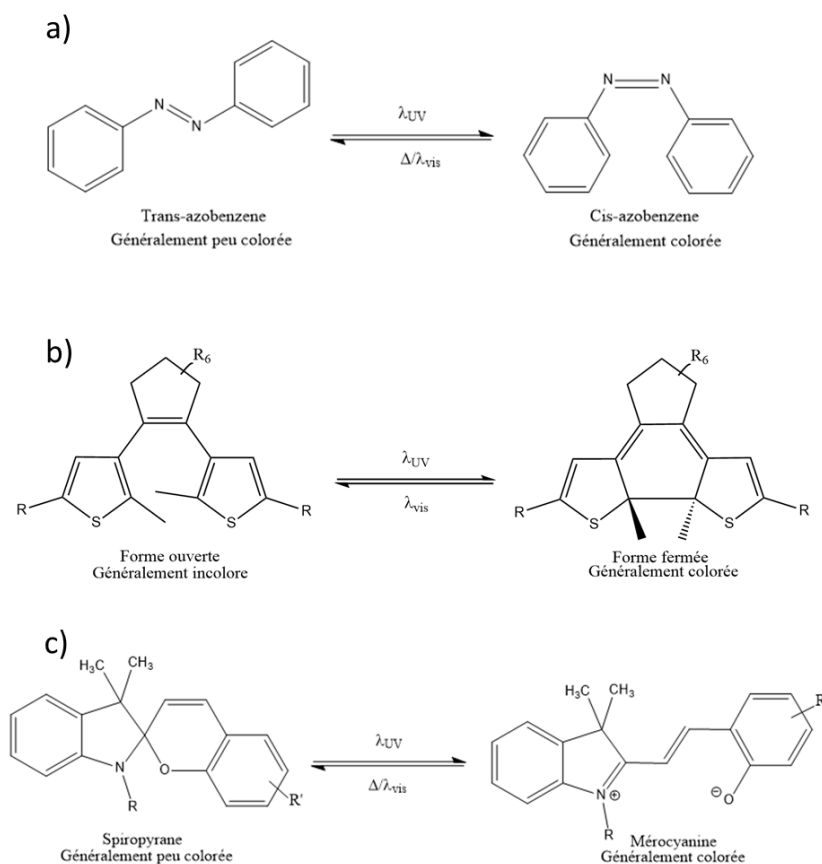 a)
N N
N N
λUV
Δ/λvis
Trans-azobenzene
Généralement peu colorée
Cis-azobenzene
Généralement colorée
b)
R6
R6
λUV
λvis
R S S R
R S S R
Forme ouverte
Généralement incolore
Forme fermée
Généralement colorée
c)
H3C CH3
H3C CH3
R
λUV
Δ/λvis
N O
R'
R
N⊕
⊖O
R
Spiropyrane
Généralement peu colorée
Mérocyanine
Généralement colorée